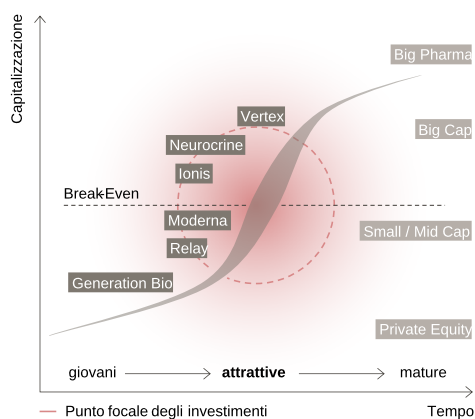 Capitalizzazione
Big Pharma
Vertex
Big Cap
Neurocrine
Ionis
Break-Even
Moderna
Small / Mid Cap
Relay
Generation Bio
Private Equity
giovani
attrattive
mature
Punto focale degli investimenti
Tempo